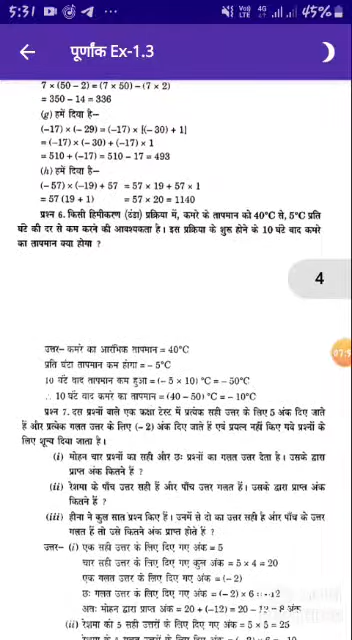 5:31
Vo) 4G LTE 45%
पूर्णांक Ex-1.3
7 × (50 – 2) = (7 × 50) – (7 × 2)
= 350 – 14 = 336
(g) हमें दिया है–
(–17) × (– 29) = (–17) × [(–30) + 1]
= (–17) × (–30) + (–17) × 1
= 510 + (–17) = 510 – 17 = 493
(h) हमें दिया है–
(– 57) × (–19) + 57 = 57 × 19 + 57 × 1
= 57 (19 + 1) = 57 × 20 = 1140
प्रश्न 6. किसी हिमीकरण (ठंडा) प्रक्रिया में, कमरे के तापमान को 40°C से, 5°C प्रति
घंटे की दर से कम करने की आवश्यकता है। इस प्रक्रिया के शुरू होने के 10 घंटे बाद कमरे
का तापमान क्या होगा ?
4
उत्तर– कमरे का आरंभिक तापमान = 40°C
प्रति घंटा तापमान कम होगा = – 5°C
10 घंटे बाद तापमान कम हुआ = (– 5 × 10) °C = – 50°C
∴ 10 घंटे बाद कमरे का तापमान = (40 – 50) °C = – 10°C
प्रश्न 7. दस प्रश्नों वाले एक कक्षा टेस्ट में प्रत्येक सही उत्तर के लिए 5 अंक दिए जाते
हैं और प्रत्येक गलत उत्तर के लिए (– 2) अंक दिए जाते हैं एवं प्रयत्न नहीं किए गये प्रश्नों के
लिए शून्य दिया जाता है।
(i) मोहन चार प्रश्नों का सही और छः प्रश्नों का गलत उत्तर देता है। उसके द्वारा
प्राप्त अंक कितने हैं ?
(ii) रेशमा के पाँच उत्तर सही हैं और पाँच उत्तर गलत हैं। उसके द्वारा प्राप्त अंक
कितने हैं ?
(iii) हीना ने कुल सात प्रश्न किए हैं। उनमें से दो का उत्तर सही है और पाँच के उत्तर
गलत हैं तो उसे कितने अंक प्राप्त होते हैं ?
उत्तर– (i) एक सही उत्तर के लिए दिए गए अंक = 5
चार सही उत्तर के लिए दिए गए कुल अंक = 5 × 4 = 20
एक गलत उत्तर के लिए दिए गए अंक = (–2)
छः गलत उत्तर के लिए दिए गए अंक = (–2) × 6
अतः मोहन द्वारा प्राप्त अंक = 20 + (–12) = 20 – 12 = 8 अंक
(ii) रेशमा की 5 सही उत्तरों के लिए दिए गए अंक = 5 × 5 = 25